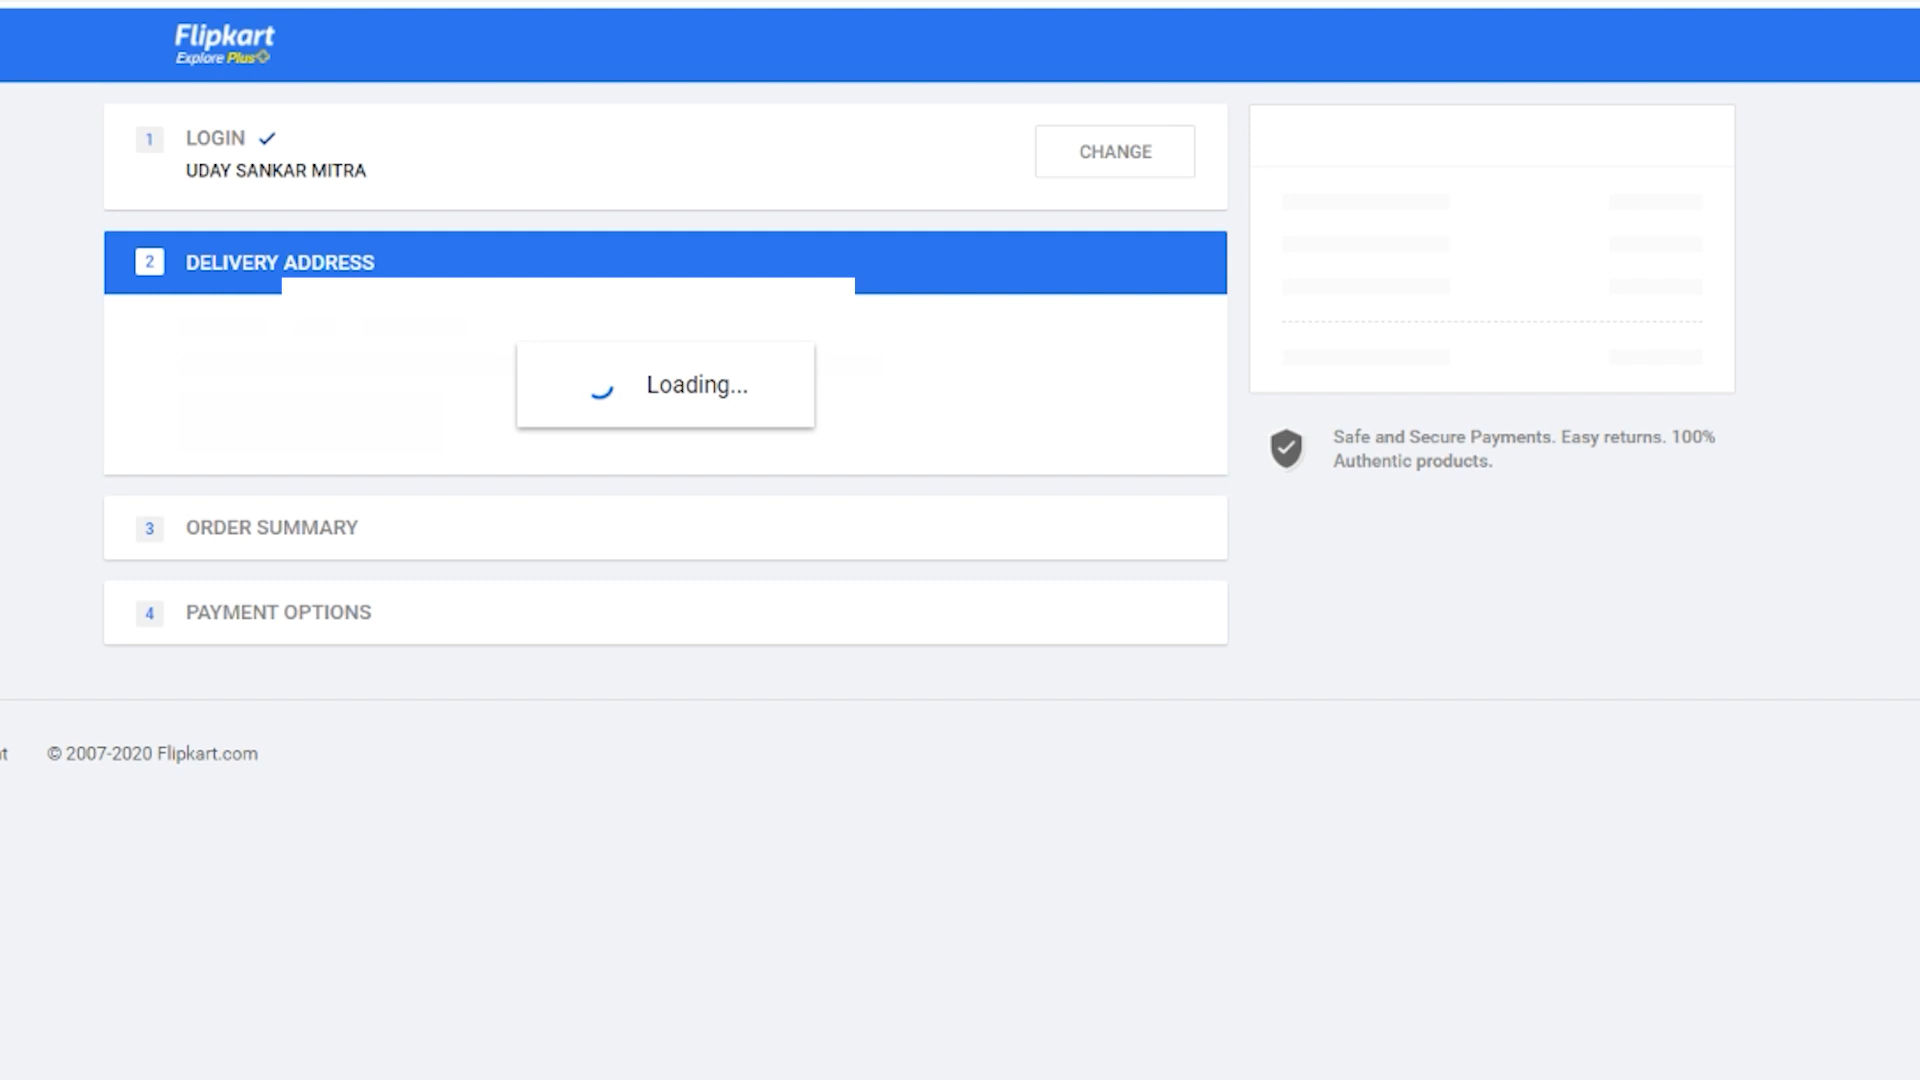 Flipkart
Explore Plus
1 LOGIN
UDAY SANKAR MITRA
CHANGE
2 DELIVERY ADDRESS
Loading...
Safe and Secure Payments. Easy returns. 100%
Authentic products.
3 ORDER SUMMARY
4 PAYMENT OPTIONS
© 2007-2020 Flipkart.com